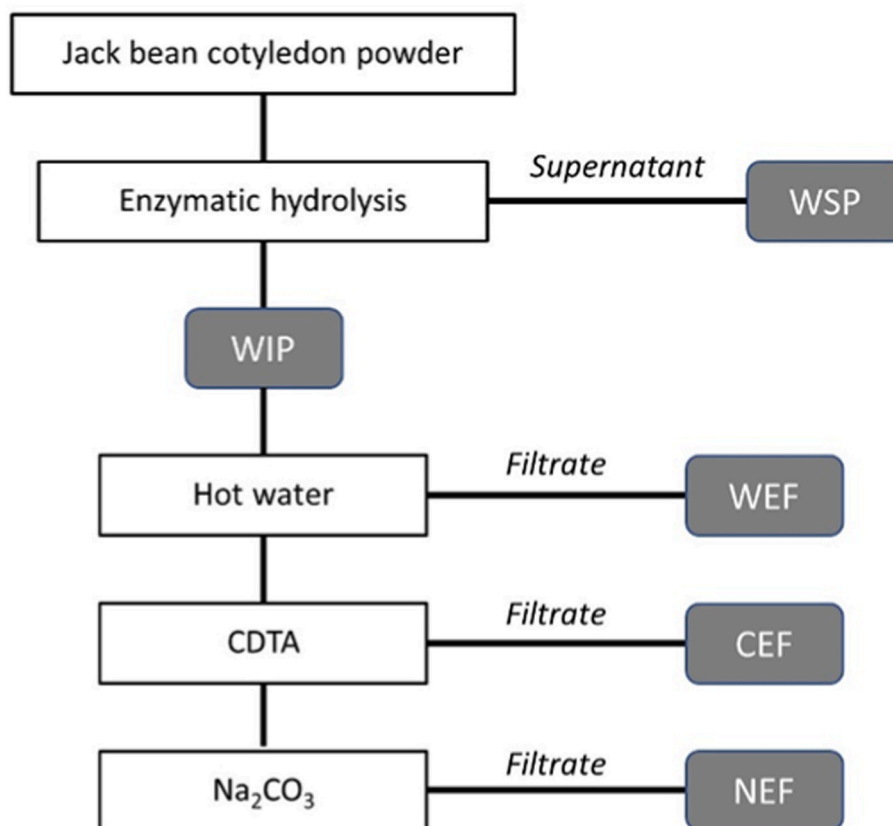 Jack bean cotyledon powder
Supernatant
Enzymatic hydrolysis
WSP
WIP
Filtrate
Hot water
WEF
Filtrate
CDTA
CEF
Filtrate
Na₂CO₃
NEF